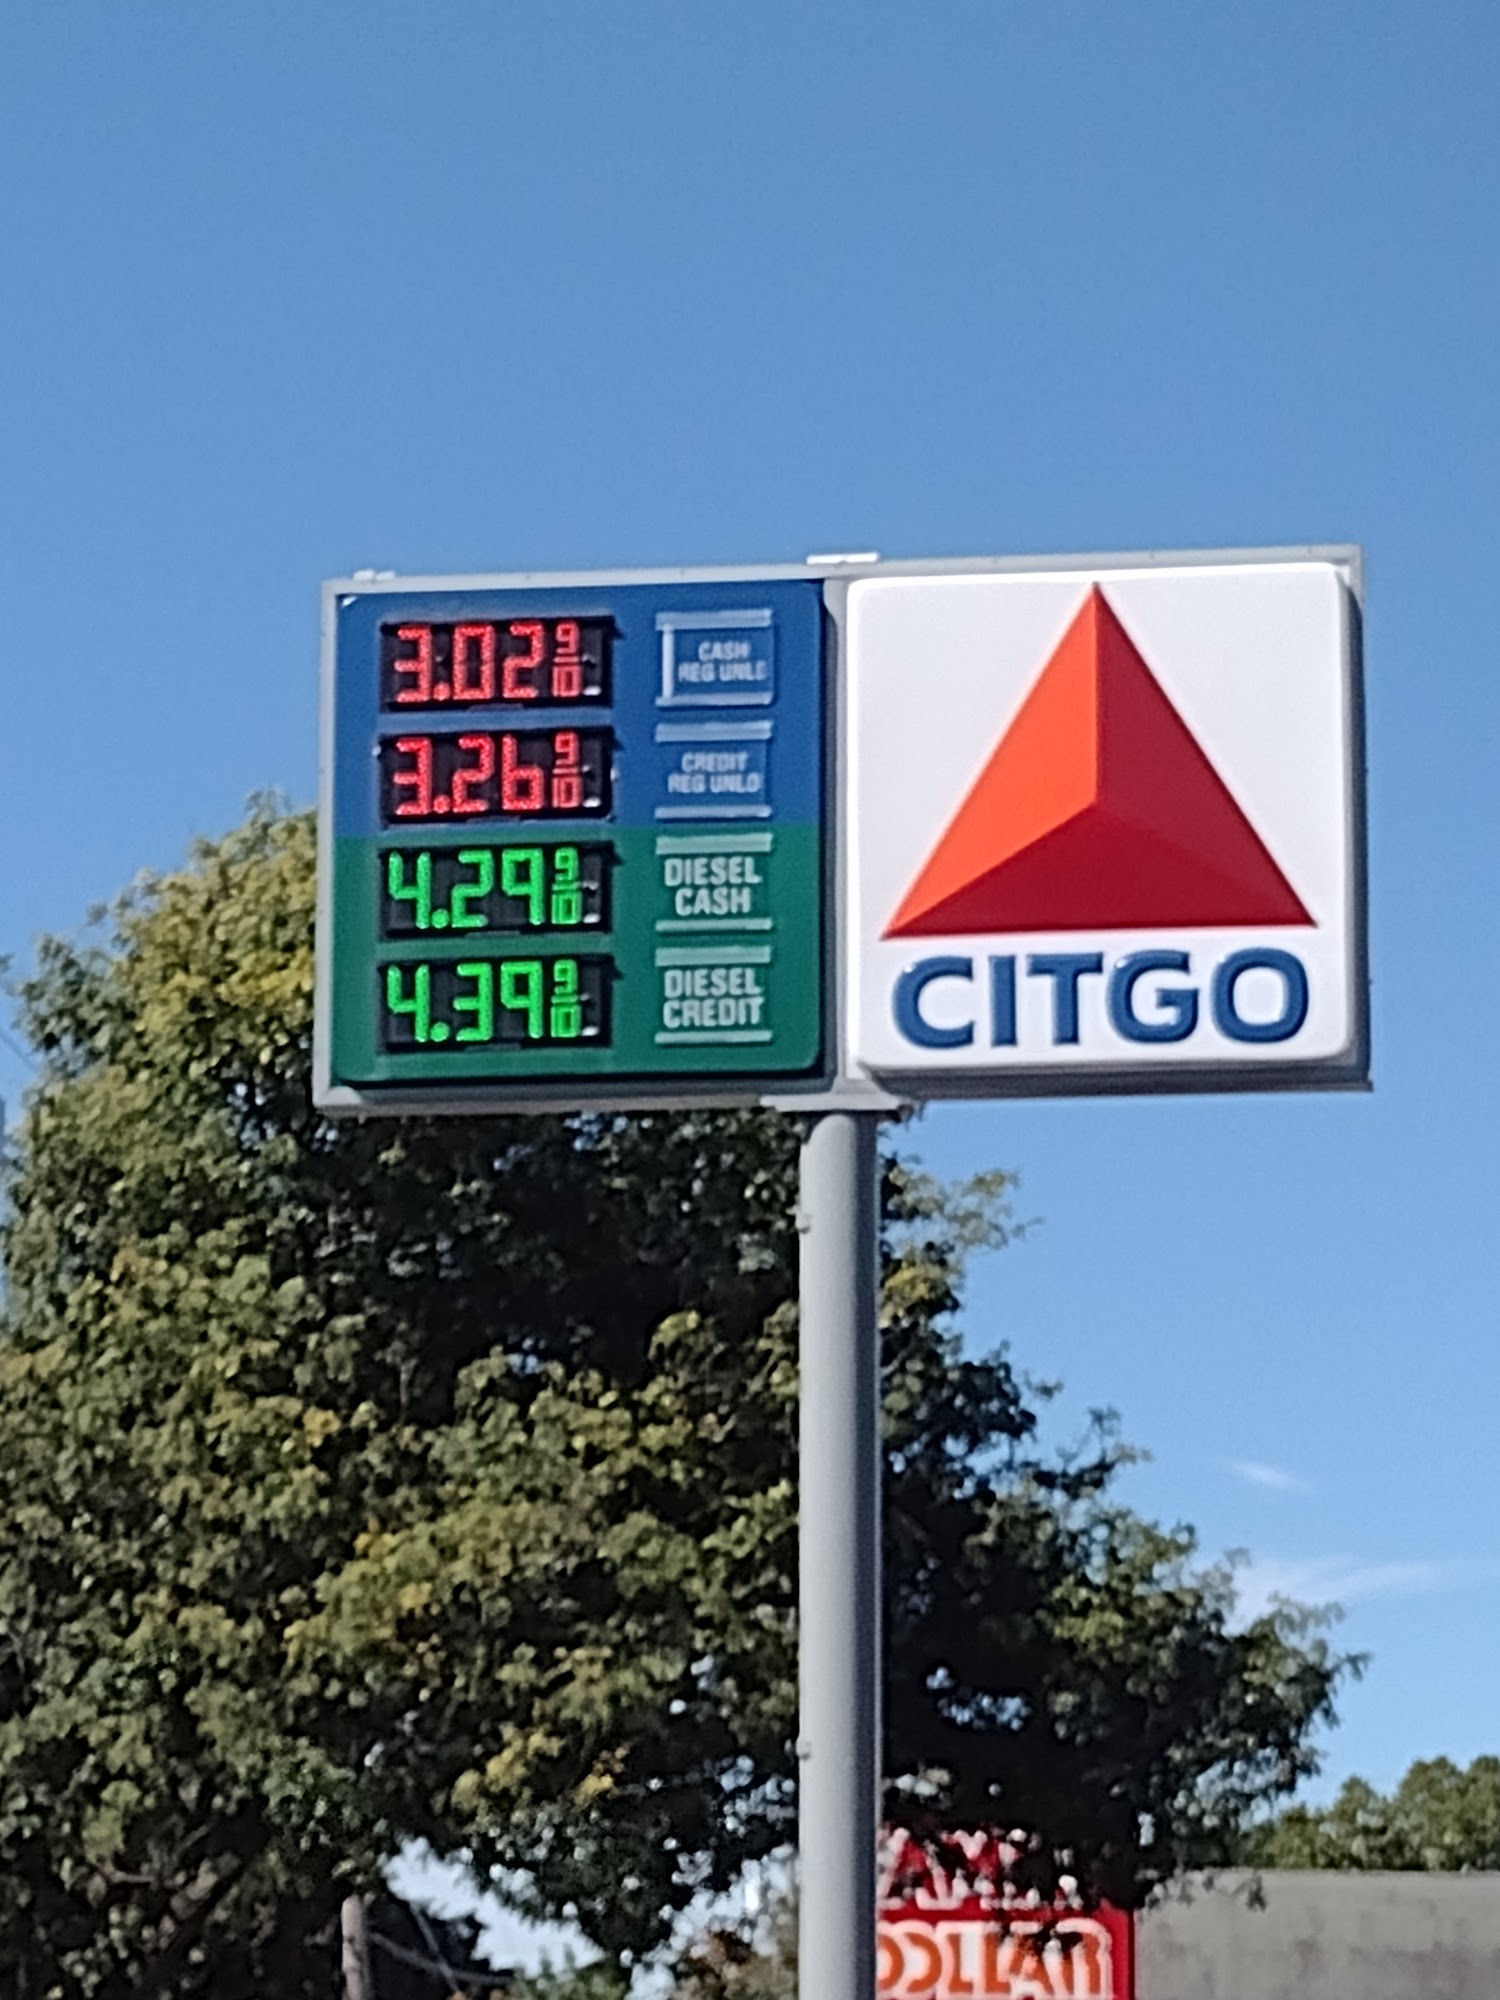 3.02 9/10
CASH
REG UNLD
3.26 9/10
CREDIT
REG UNLD
4.29 9/10
DIESEL
CASH
4.39 9/10
DIESEL
CREDIT
CITGO
DOLLAR